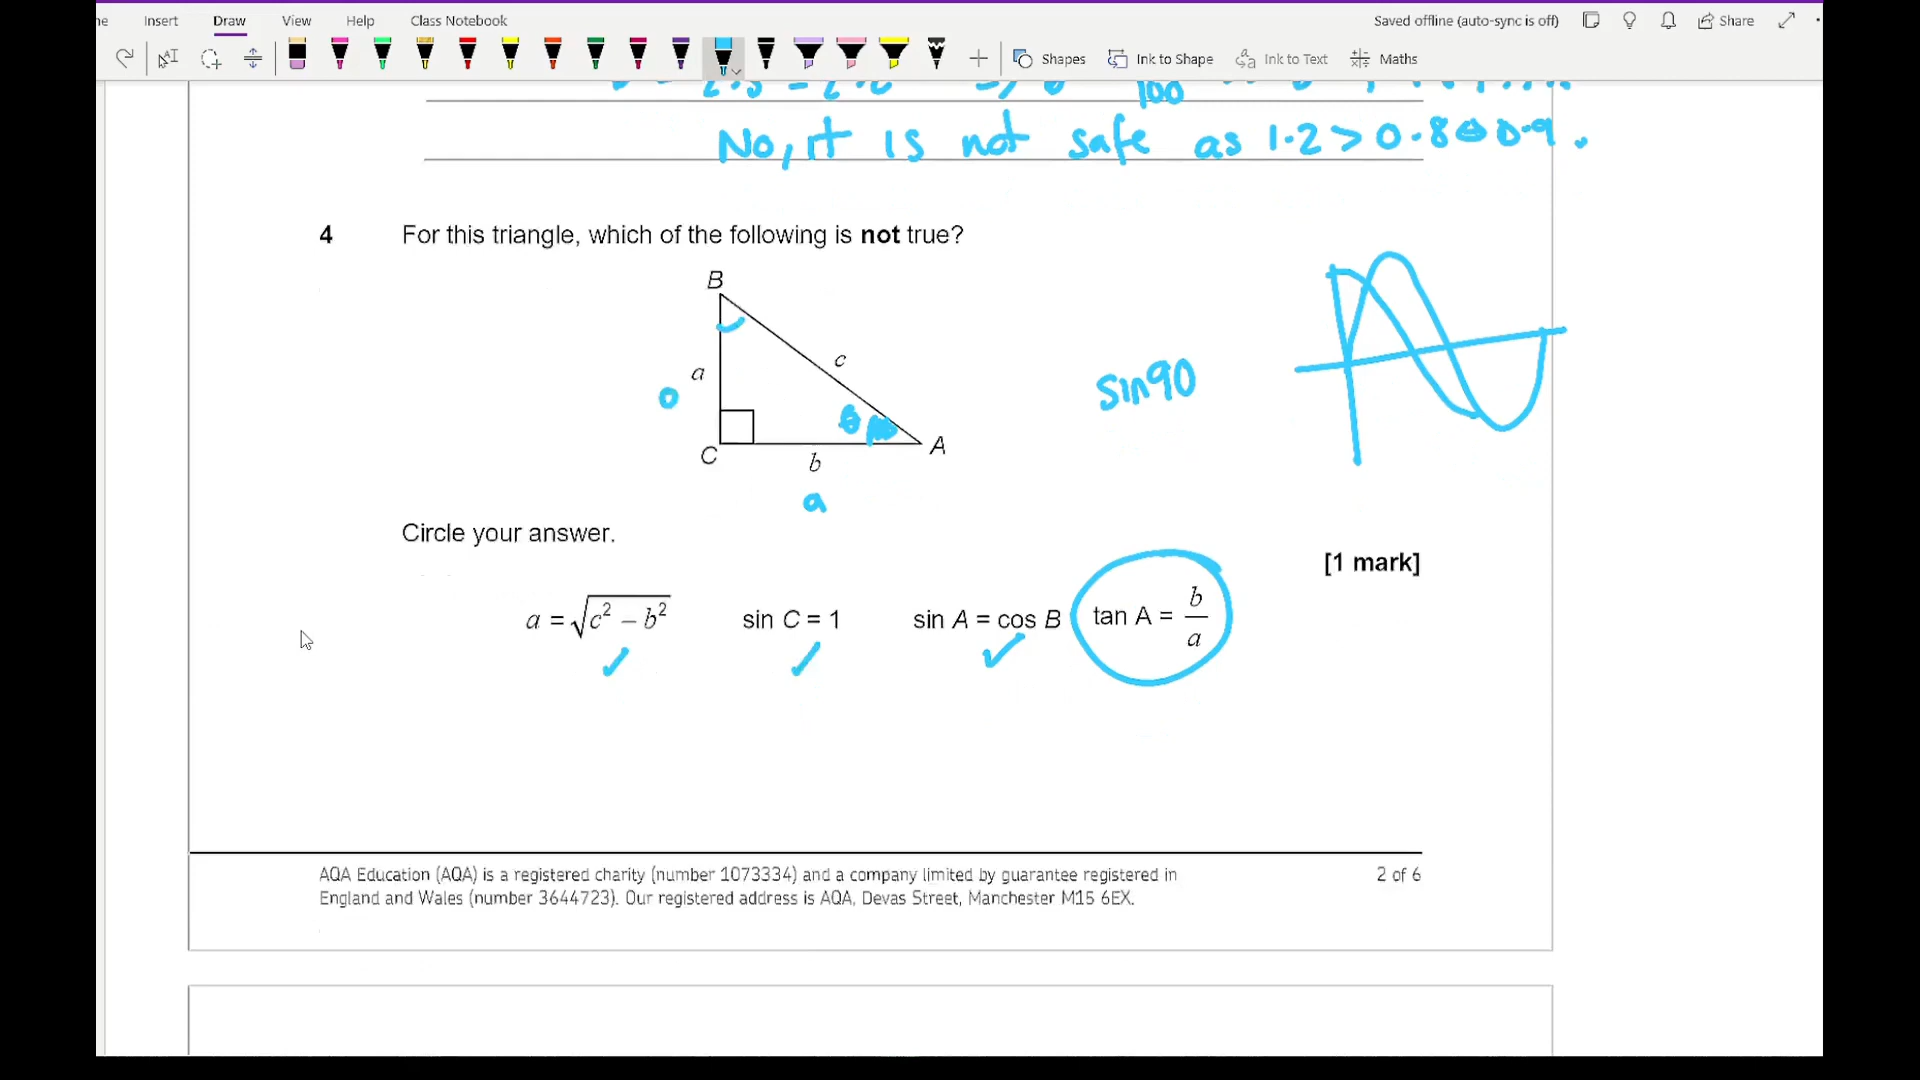 Insert Draw View Help Class Notebook Saved offline (auto-sync is off) Share
Shapes Ink to Shape Ink to Text Maths
100
No, it is not safe as 1.2 > 0.8 0.9.
4 For this triangle, which of the following is not true?
B
a c
o
sin90
θ
C b A
a
Circle your answer.
[1 mark]
a = √c² – b² sin C = 1 sin A = cos B tan A = b/a
AQA Education (AQA) is a registered charity (number 1073334) and a company limited by guarantee registered in 2 of 6
England and Wales (number 3644723). Our registered address is AQA, Devas Street, Manchester M15 6EX.